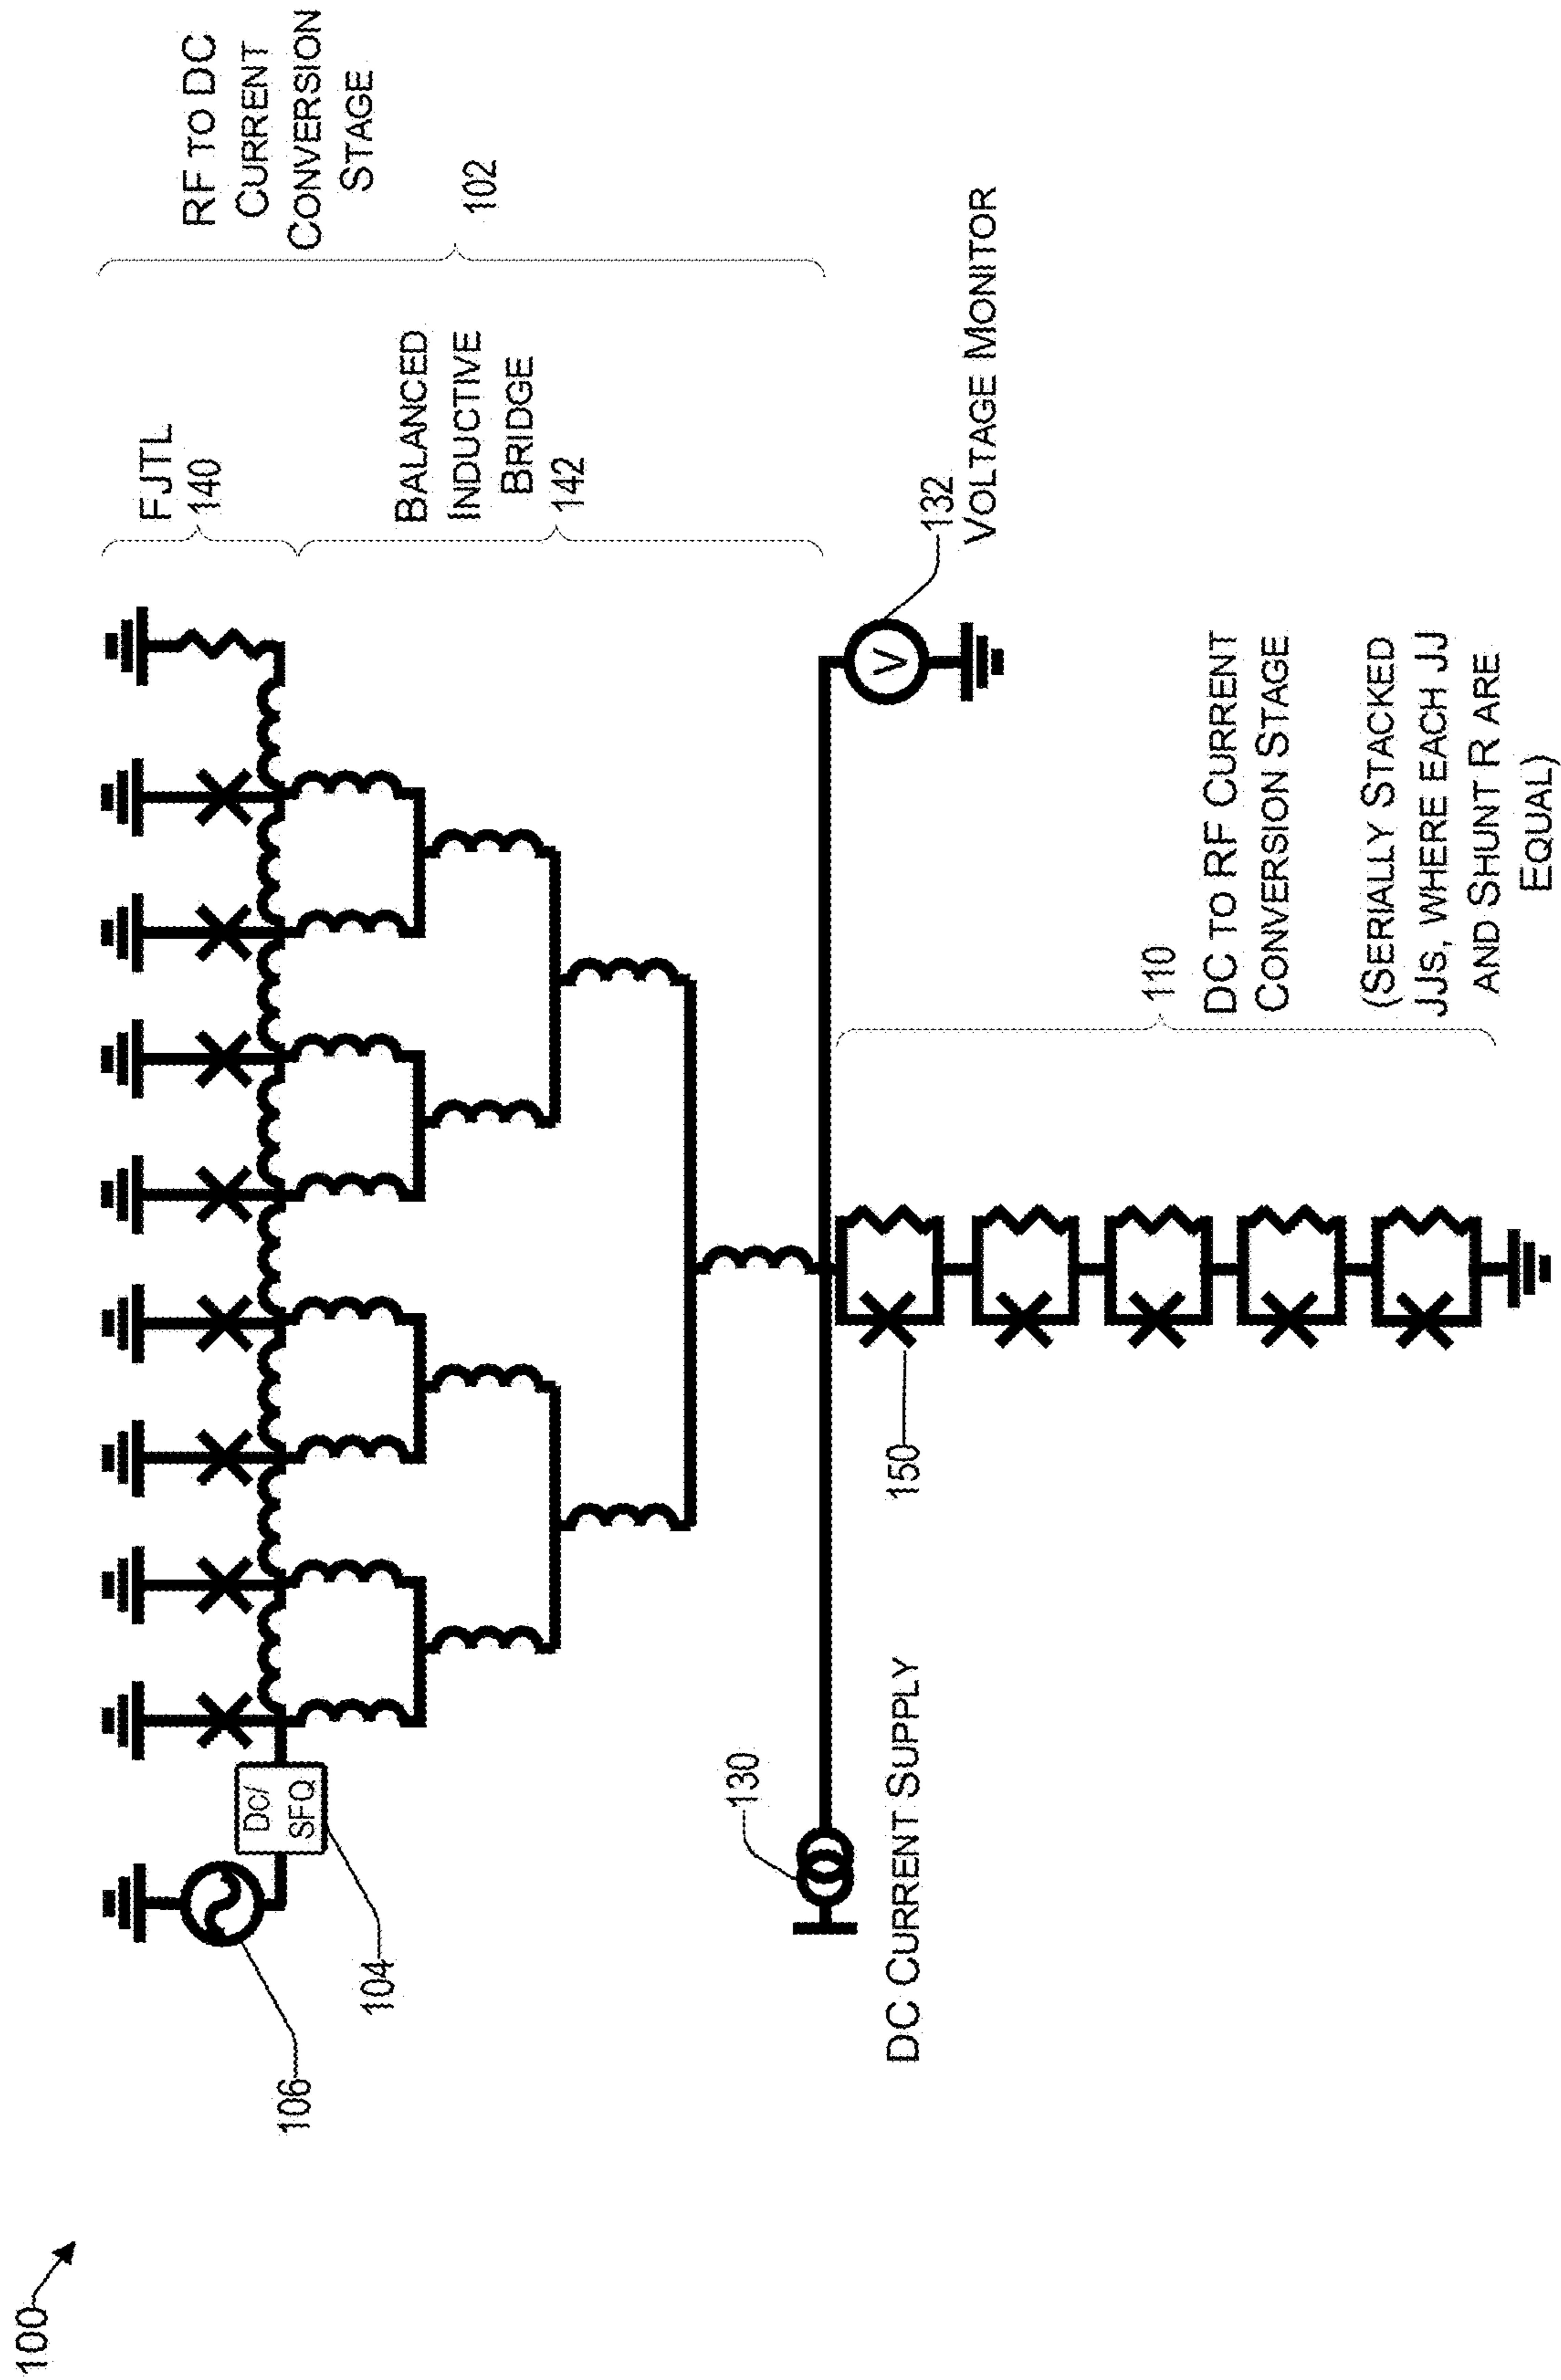 100
106
104
DC/
SFQ
FJTL
140
BALANCED
INDUCTIVE
BRIDGE
142
RF TO DC
CURRENT
CONVERSION
STAGE
102
130
DC CURRENT SUPPLY
V
132
VOLTAGE MONITOR
150
110
DC TO RF CURRENT
CONVERSION STAGE
(SERIALLY STACKED
JJS, WHERE EACH JJ
AND SHUNT R ARE
EQUAL)